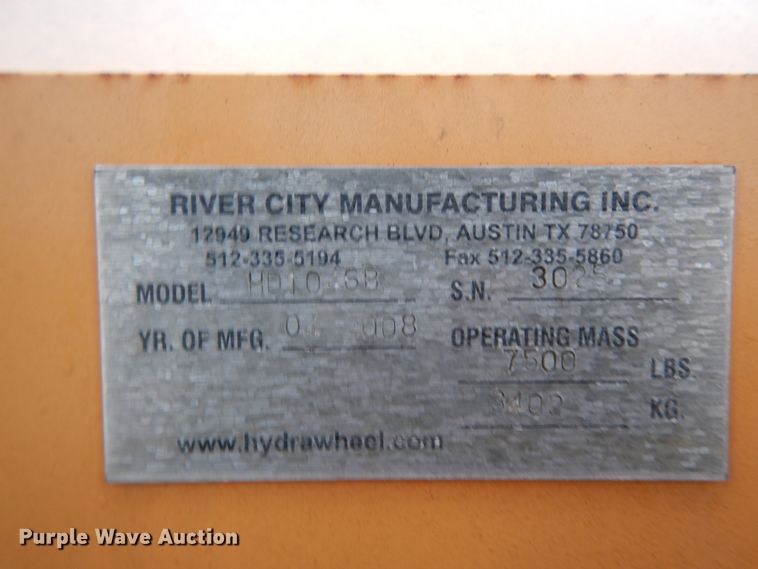 RIVER CITY MANUFACTURING INC.
12949 RESEARCH BLVD, AUSTIN TX 78750
512-335-5194 Fax 512-335-5860
MODEL S.N.
YR. OF MFG. OPERATING MASS
7500 LBS.
3402 KG.
www.hydrawheel.com
Purple Wave Auction